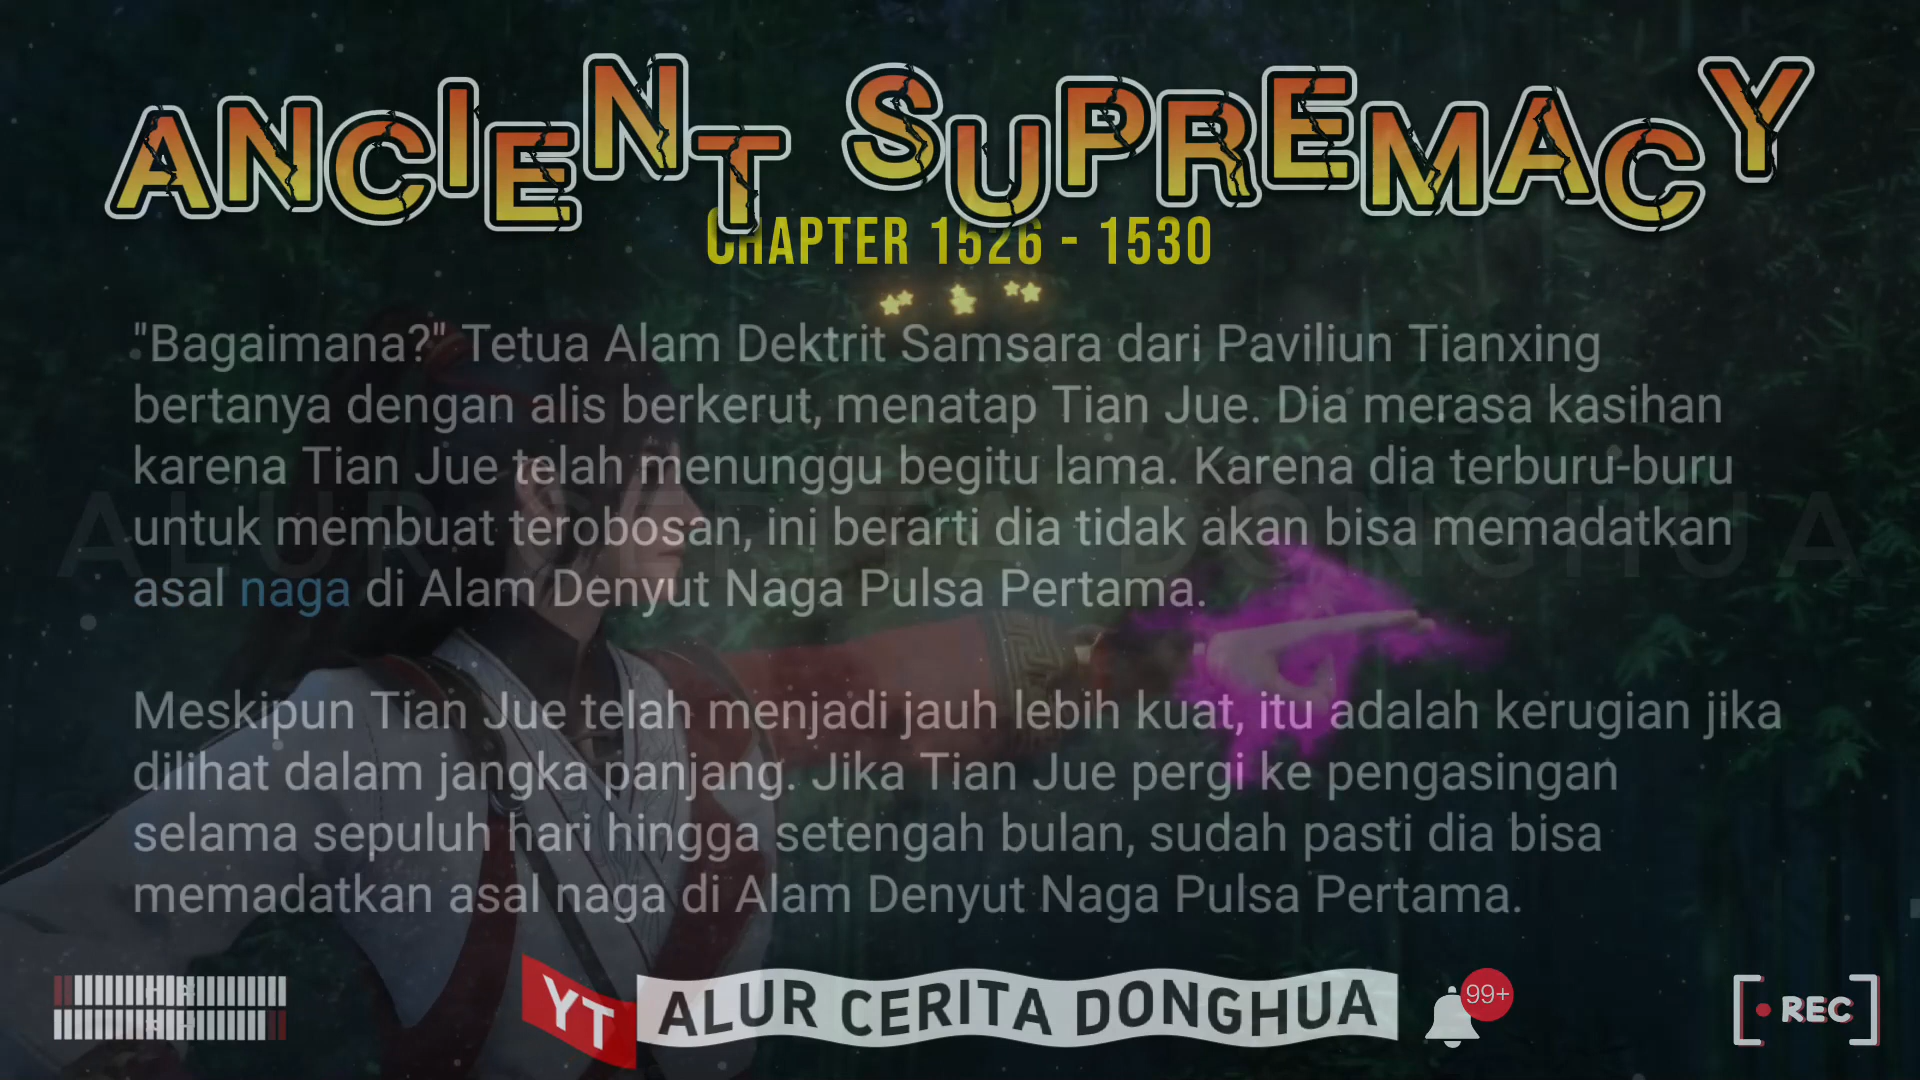 ANCIENT SUPREMACY
CHAPTER 1526 - 1530
"Bagaimana?" Tetua Alam Dektrit Samsara dari Paviliun Tianxing
bertanya dengan alis berkerut, menatap Tian Jue. Dia merasa kasihan
karena Tian Jue telah menunggu begitu lama. Karena dia terburu-buru
ALUR CERITA DONGHUA
untuk membuat terobosan, ini berarti dia tidak akan bisa memadatkan
asal naga di Alam Denyut Naga Pulsa Pertama.
Meskipun Tian Jue telah menjadi jauh lebih kuat, itu adalah kerugian jika
dilihat dalam jangka panjang. Jika Tian Jue pergi ke pengasingan
selama sepuluh hari hingga setengah bulan, sudah pasti dia bisa
memadatkan asal naga di Alam Denyut Naga Pulsa Pertama.
YT ALUR CERITA DONGHUA
99+
REC